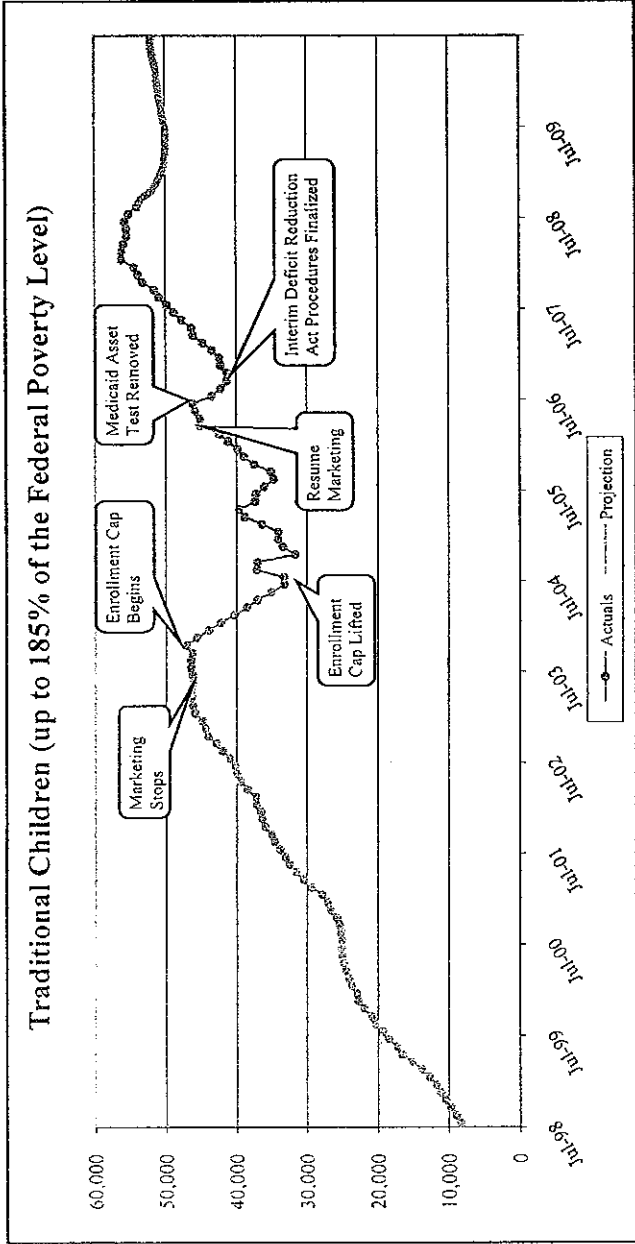 Traditional Children (up to 185% of the Federal Poverty Level)
60,000
50,000
40,000
30,000
20,000
10,000
0
Marketing
Stops
Enrollment Cap
Begins
Enrollment
Cap Lifted
Resume
Marketing
Medicaid Asset
Test Removed
Interim Deficit Reduction
Act Procedures Finalized
Jul-98
Jul-99
Jul-00
Jul-01
Jul-02
Jul-03
Jul-04
Jul-05
Jul-06
Jul-07
Jul-08
Jul-09
Actuals
Projection